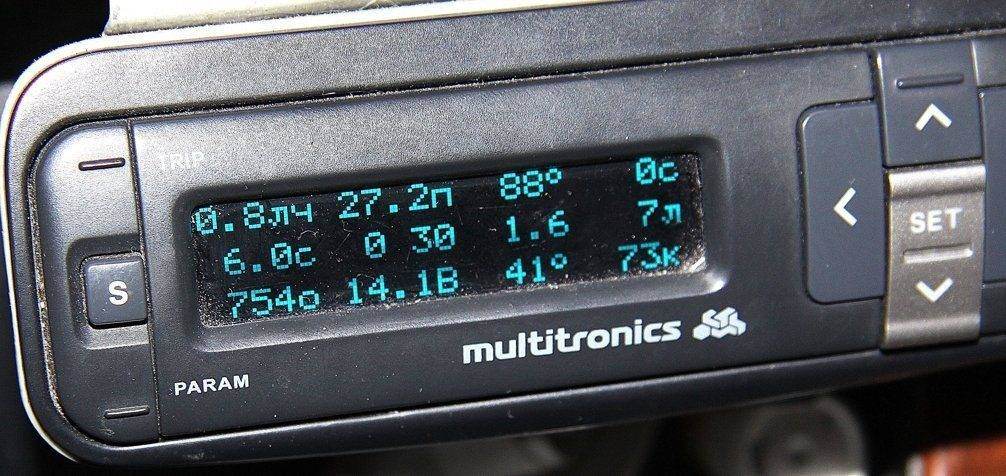 TRIP
0.8лч 27.2п 88° 0с
6.0с 0 30 1.6 7л
754о 14.1В 41° 73к
S
SET
multitronics
PARAM